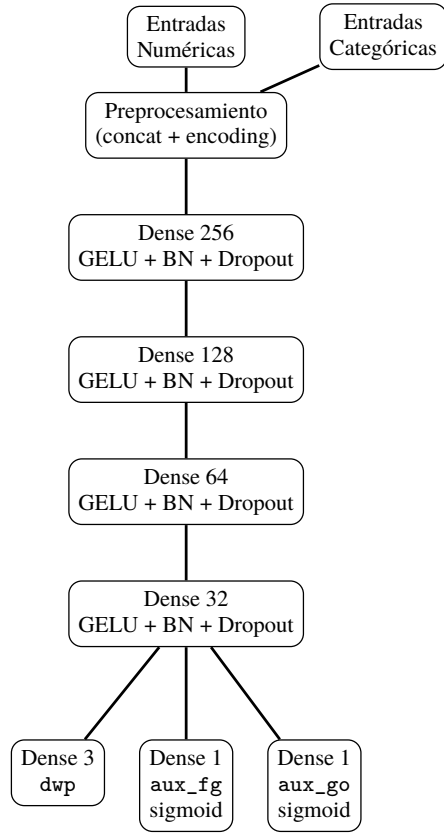 Entradas
Numéricas
Entradas
Categóricas
Preprocesamiento
(concat + encoding)
Dense 256
GELU + BN + Dropout
Dense 128
GELU + BN + Dropout
Dense 64
GELU + BN + Dropout
Dense 32
GELU + BN + Dropout
Dense 3
dwp
Dense 1
aux_fg
sigmoid
Dense 1
aux_go
sigmoid